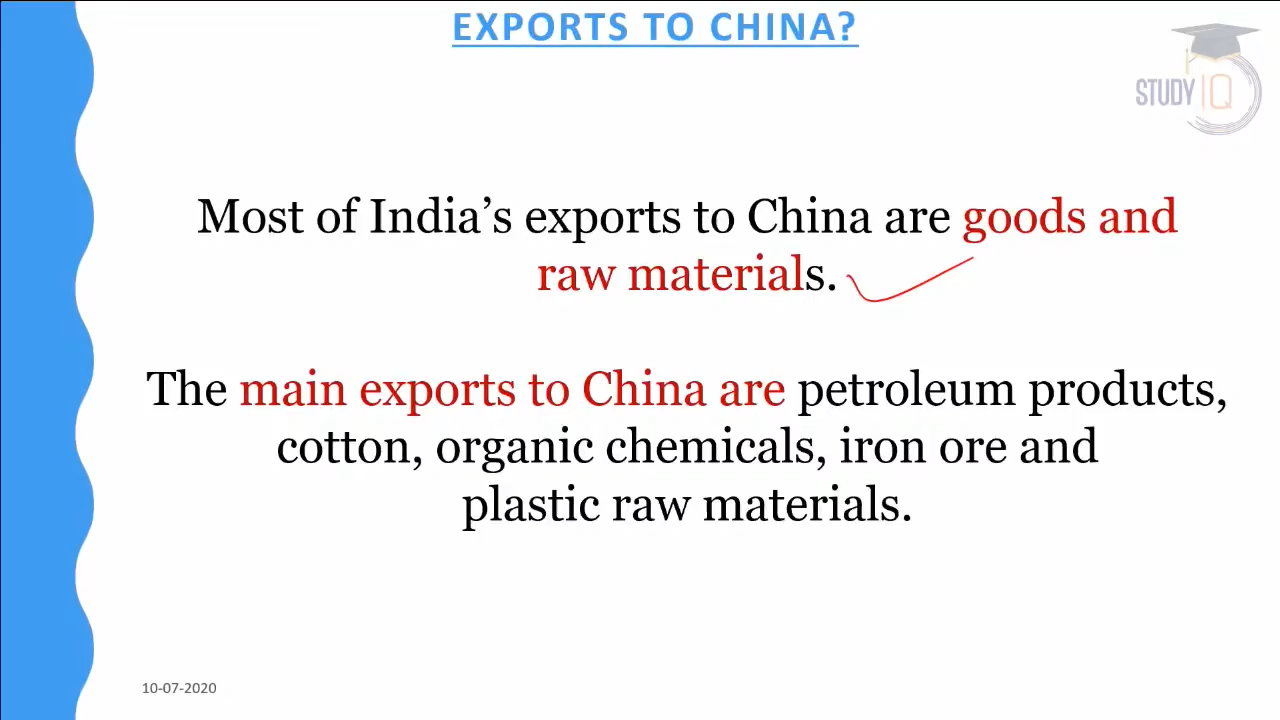 EXPORTS TO CHINA?
STUDY IQ
Most of India’s exports to China are goods and
raw materials.
The main exports to China are petroleum products,
cotton, organic chemicals, iron ore and
plastic raw materials.
10-07-2020